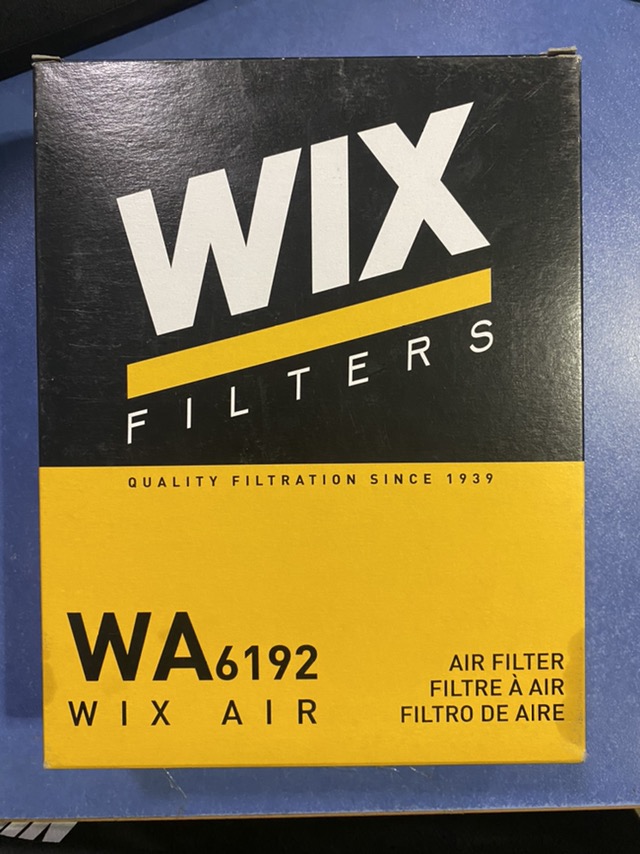 WIX
FILTERS
QUALITY FILTRATION SINCE 1939
WA6192
WIX AIR
AIR FILTER
FILTRE À AIR
FILTRO DE AIRE